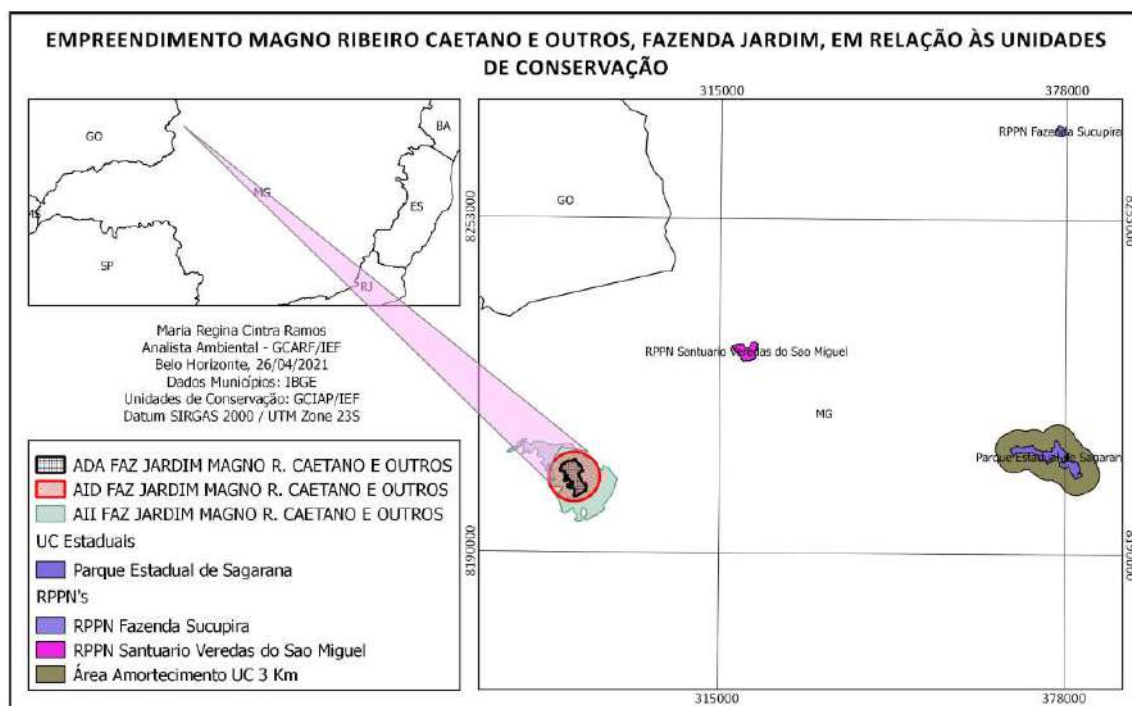 EMPREENDIMENTO MAGNO RIBEIRO CAETANO E OUTROS, FAZENDA JARDIM, EM RELAÇÃO ÀS UNIDADES
DE CONSERVAÇÃO
315000
378000
GO
BA
MG
ES
MS
SP
RJ
8253000
8253000
RPPN Fazenda Sucupira
GO
RPPN Santuario Veredas do Sao Miguel
MG
Parque Estadual de Sagarana
8190000
8190000
315000
378000
Maria Regina Cintra Ramos
Analista Ambiental - GCARF/IEF
Belo Horizonte, 26/04/2021
Dados Municípios: IBGE
Unidades de Conservação: GCIAP/IEF
Datum SIRGAS 2000 / UTM Zone 23S
ADA FAZ JARDIM MAGNO R. CAETANO E OUTROS
AID FAZ JARDIM MAGNO R. CAETANO E OUTROS
AII FAZ JARDIM MAGNO R. CAETANO E OUTROS
UC Estaduais
Parque Estadual de Sagarana
RPPN's
RPPN Fazenda Sucupira
RPPN Santuario Veredas do Sao Miguel
Área Amortecimento UC 3 Km